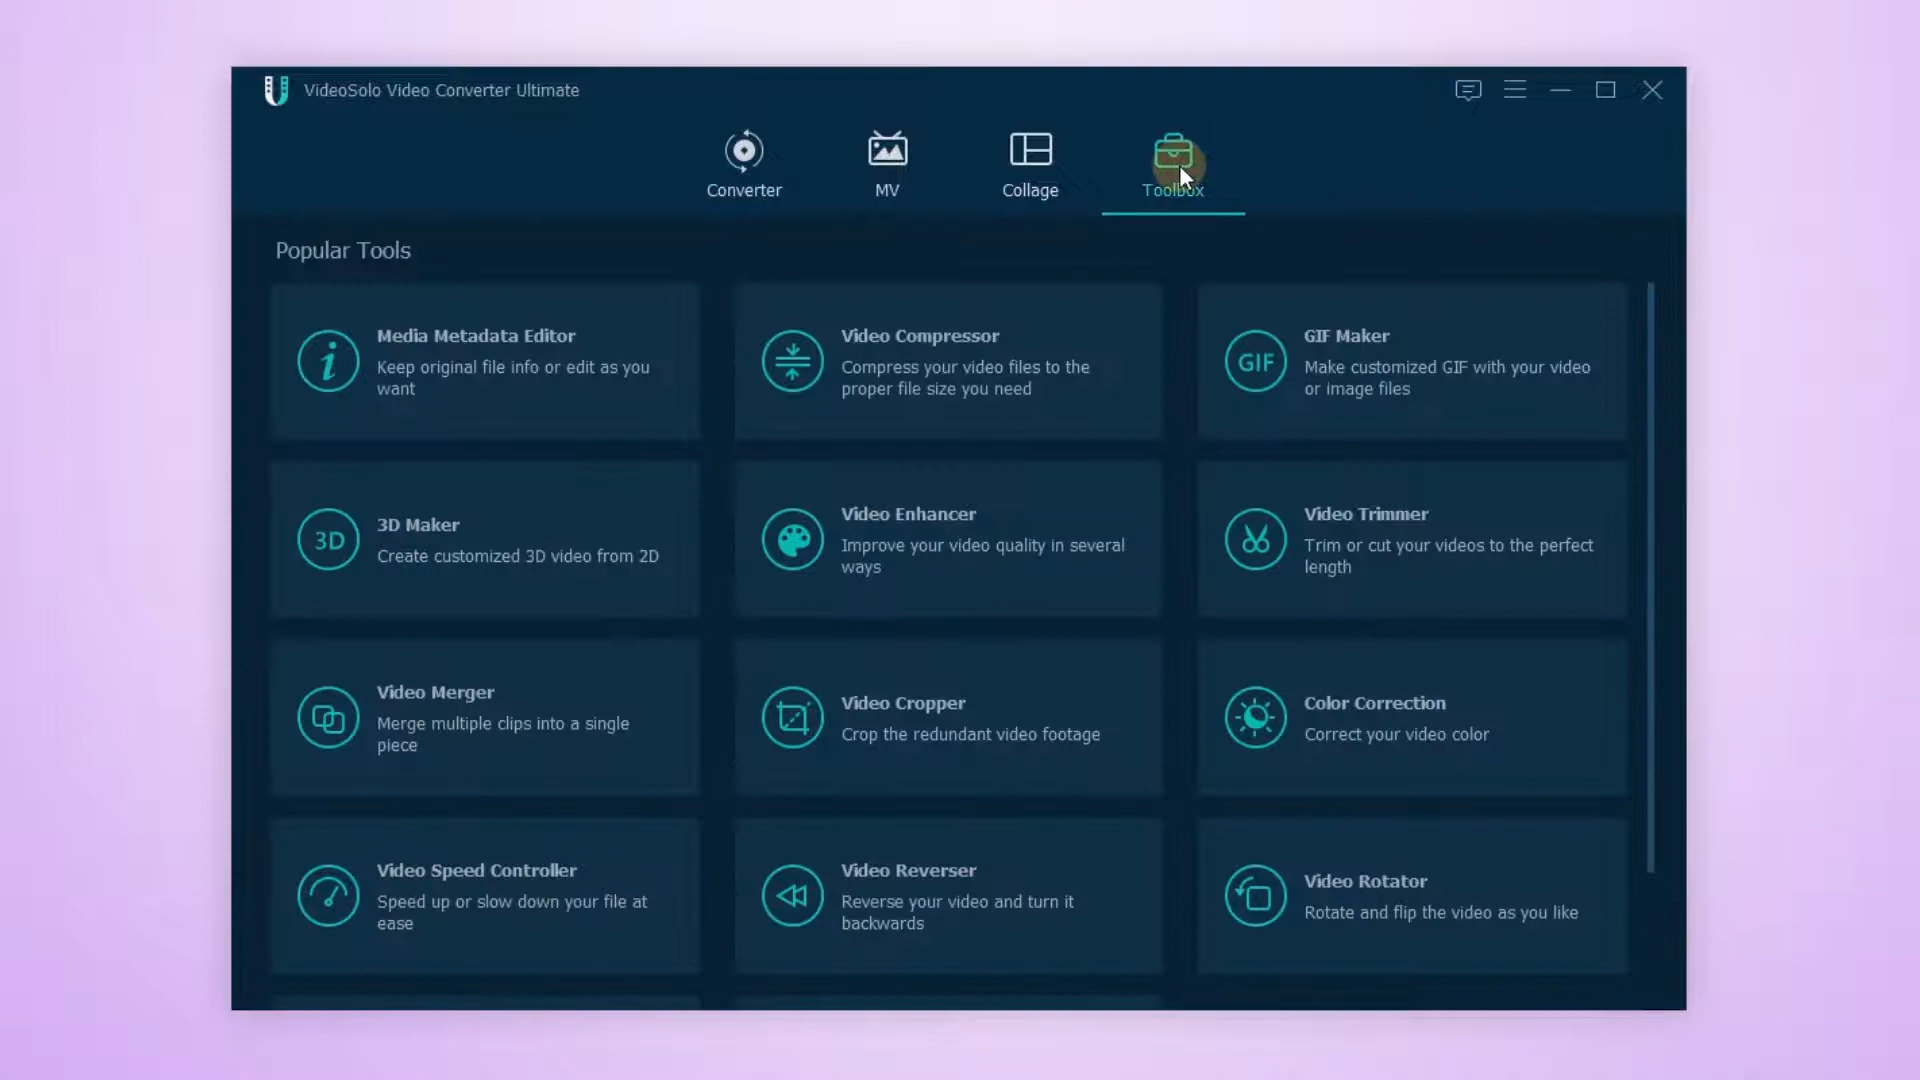 VideoSolo Video Converter Ultimate
Converter
MV
Collage
Toolbox
Popular Tools
Media Metadata Editor
Keep original file info or edit as you
want
Video Compressor
Compress your video files to the
proper file size you need
GIF
GIF Maker
Make customized GIF with your video
or image files
3D
3D Maker
Create customized 3D video from 2D
Video Enhancer
Improve your video quality in several
ways
Video Trimmer
Trim or cut your videos to the perfect
length
Video Merger
Merge multiple clips into a single
piece
Video Cropper
Crop the redundant video footage
Color Correction
Correct your video color
Video Speed Controller
Speed up or slow down your file at
ease
Video Reverser
Reverse your video and turn it
backwards
Video Rotator
Rotate and flip the video as you like